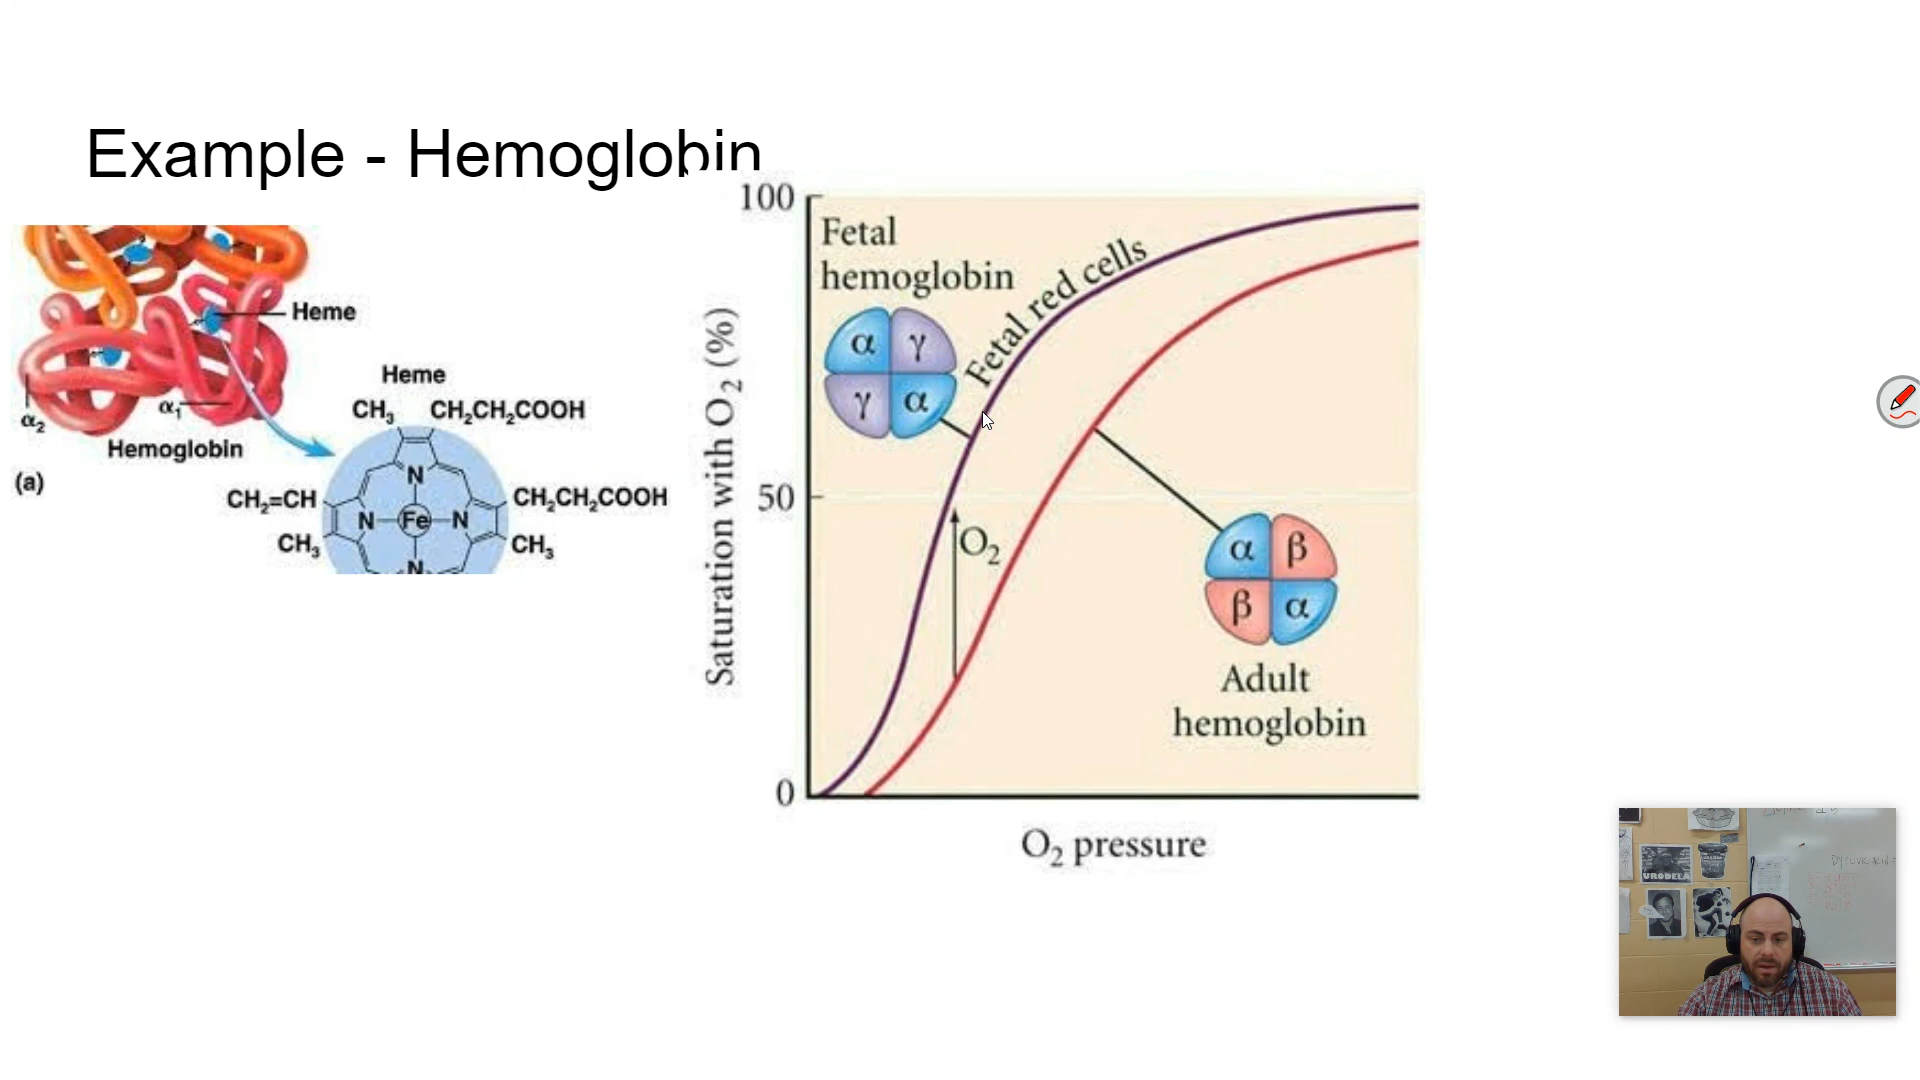 Example - Hemoglobin
Heme
α₂
α₁
Hemoglobin
(a)
Heme
CH₃
CH₂CH₂COOH
CH₂=CH
CH₂CH₂COOH
N
N
Fe
N
N
CH₃
CH₃
100
50
0
Saturation with O₂ (%)
Fetal
hemoglobin
α γ
γ α
Fetal red cells
O₂
α β
β α
Adult
hemoglobin
O₂ pressure
URODELA